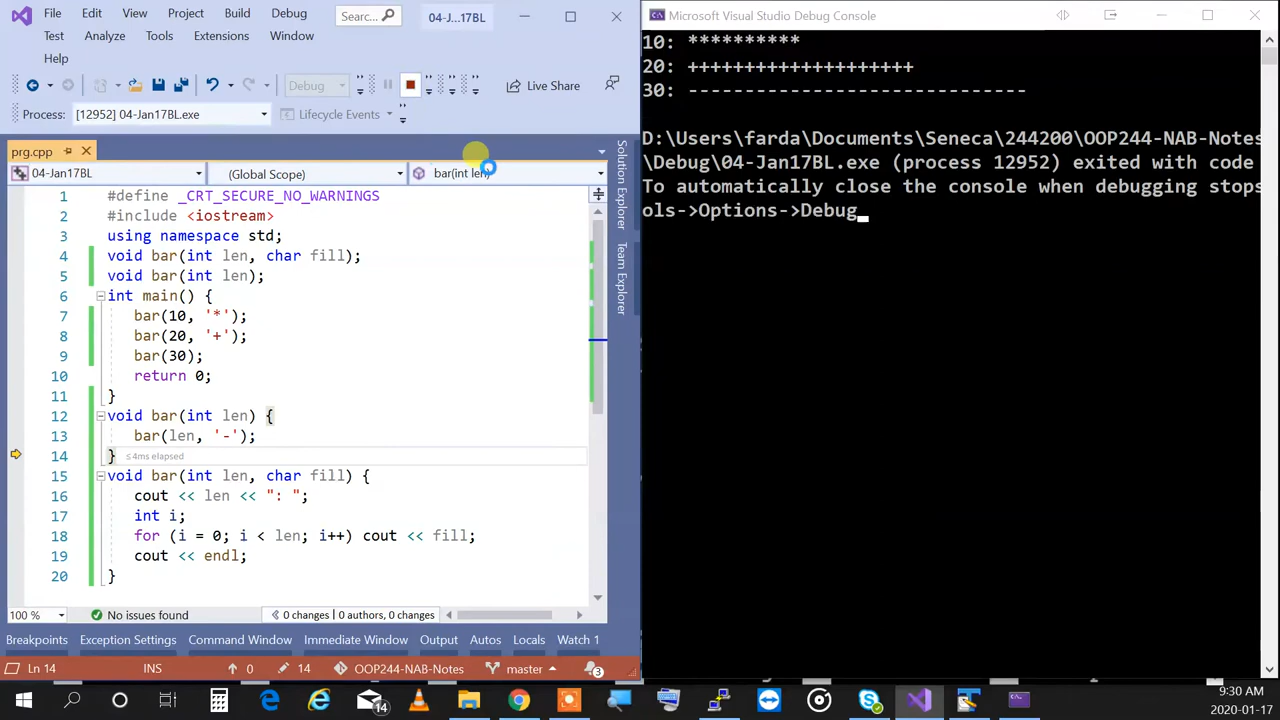 File Edit View Project Build Debug
Searc...
04-J...17BL
Test Analyze Tools Extensions Window
Help
Debug
Live Share
Process: [12952] 04-Jan17BL.exe
Lifecycle Events
prg.cpp
04-Jan17BL
(Global Scope)
bar(int len)
1 #define _CRT_SECURE_NO_WARNINGS
2 #include <iostream>
3 using namespace std;
4 void bar(int len, char fill);
5 void bar(int len);
6 int main() {
7 bar(10, '*');
8 bar(20, '+');
9 bar(30);
10 return 0;
11 }
12 void bar(int len) {
13 bar(len, '-');
14 } ≤4ms elapsed
15 void bar(int len, char fill) {
16 cout << len << ": ";
17 int i;
18 for (i = 0; i < len; i++) cout << fill;
19 cout << endl;
20 }
100 %
No issues found
0 changes | 0 authors, 0 changes
Breakpoints Exception Settings Command Window Immediate Window Output Autos Locals Watch 1
Ln 14 INS 0 14 OOP244-NAB-Notes master 3
Solution Explorer
Team Explorer
Microsoft Visual Studio Debug Console
10: **********
20: ++++++++++++++++++++
30: ------------------------------
D:\Users\farda\Documents\Seneca\244200\OOP244-NAB-Notes
\Debug\04-Jan17BL.exe (process 12952) exited with code
To automatically close the console when debugging stops
ols->Options->Debug
14
9:30 AM
2020-01-17